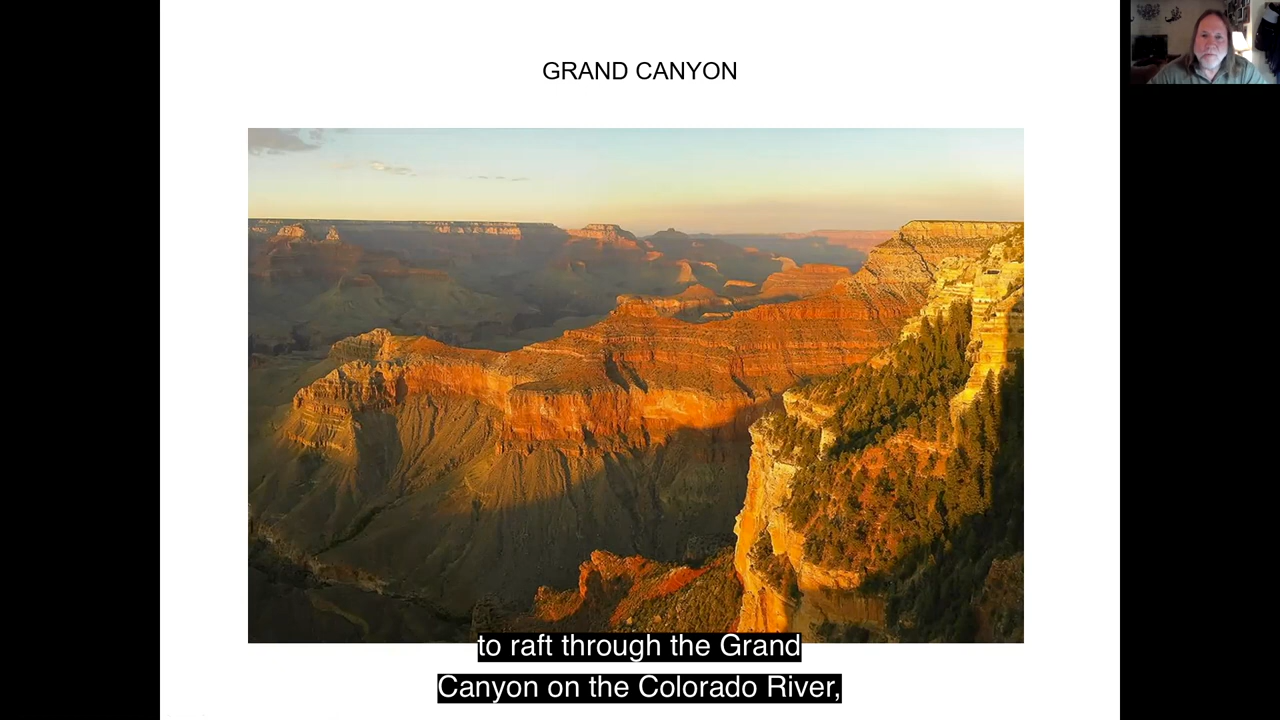 GRAND CANYON
to raft through the Grand
Canyon on the Colorado River,